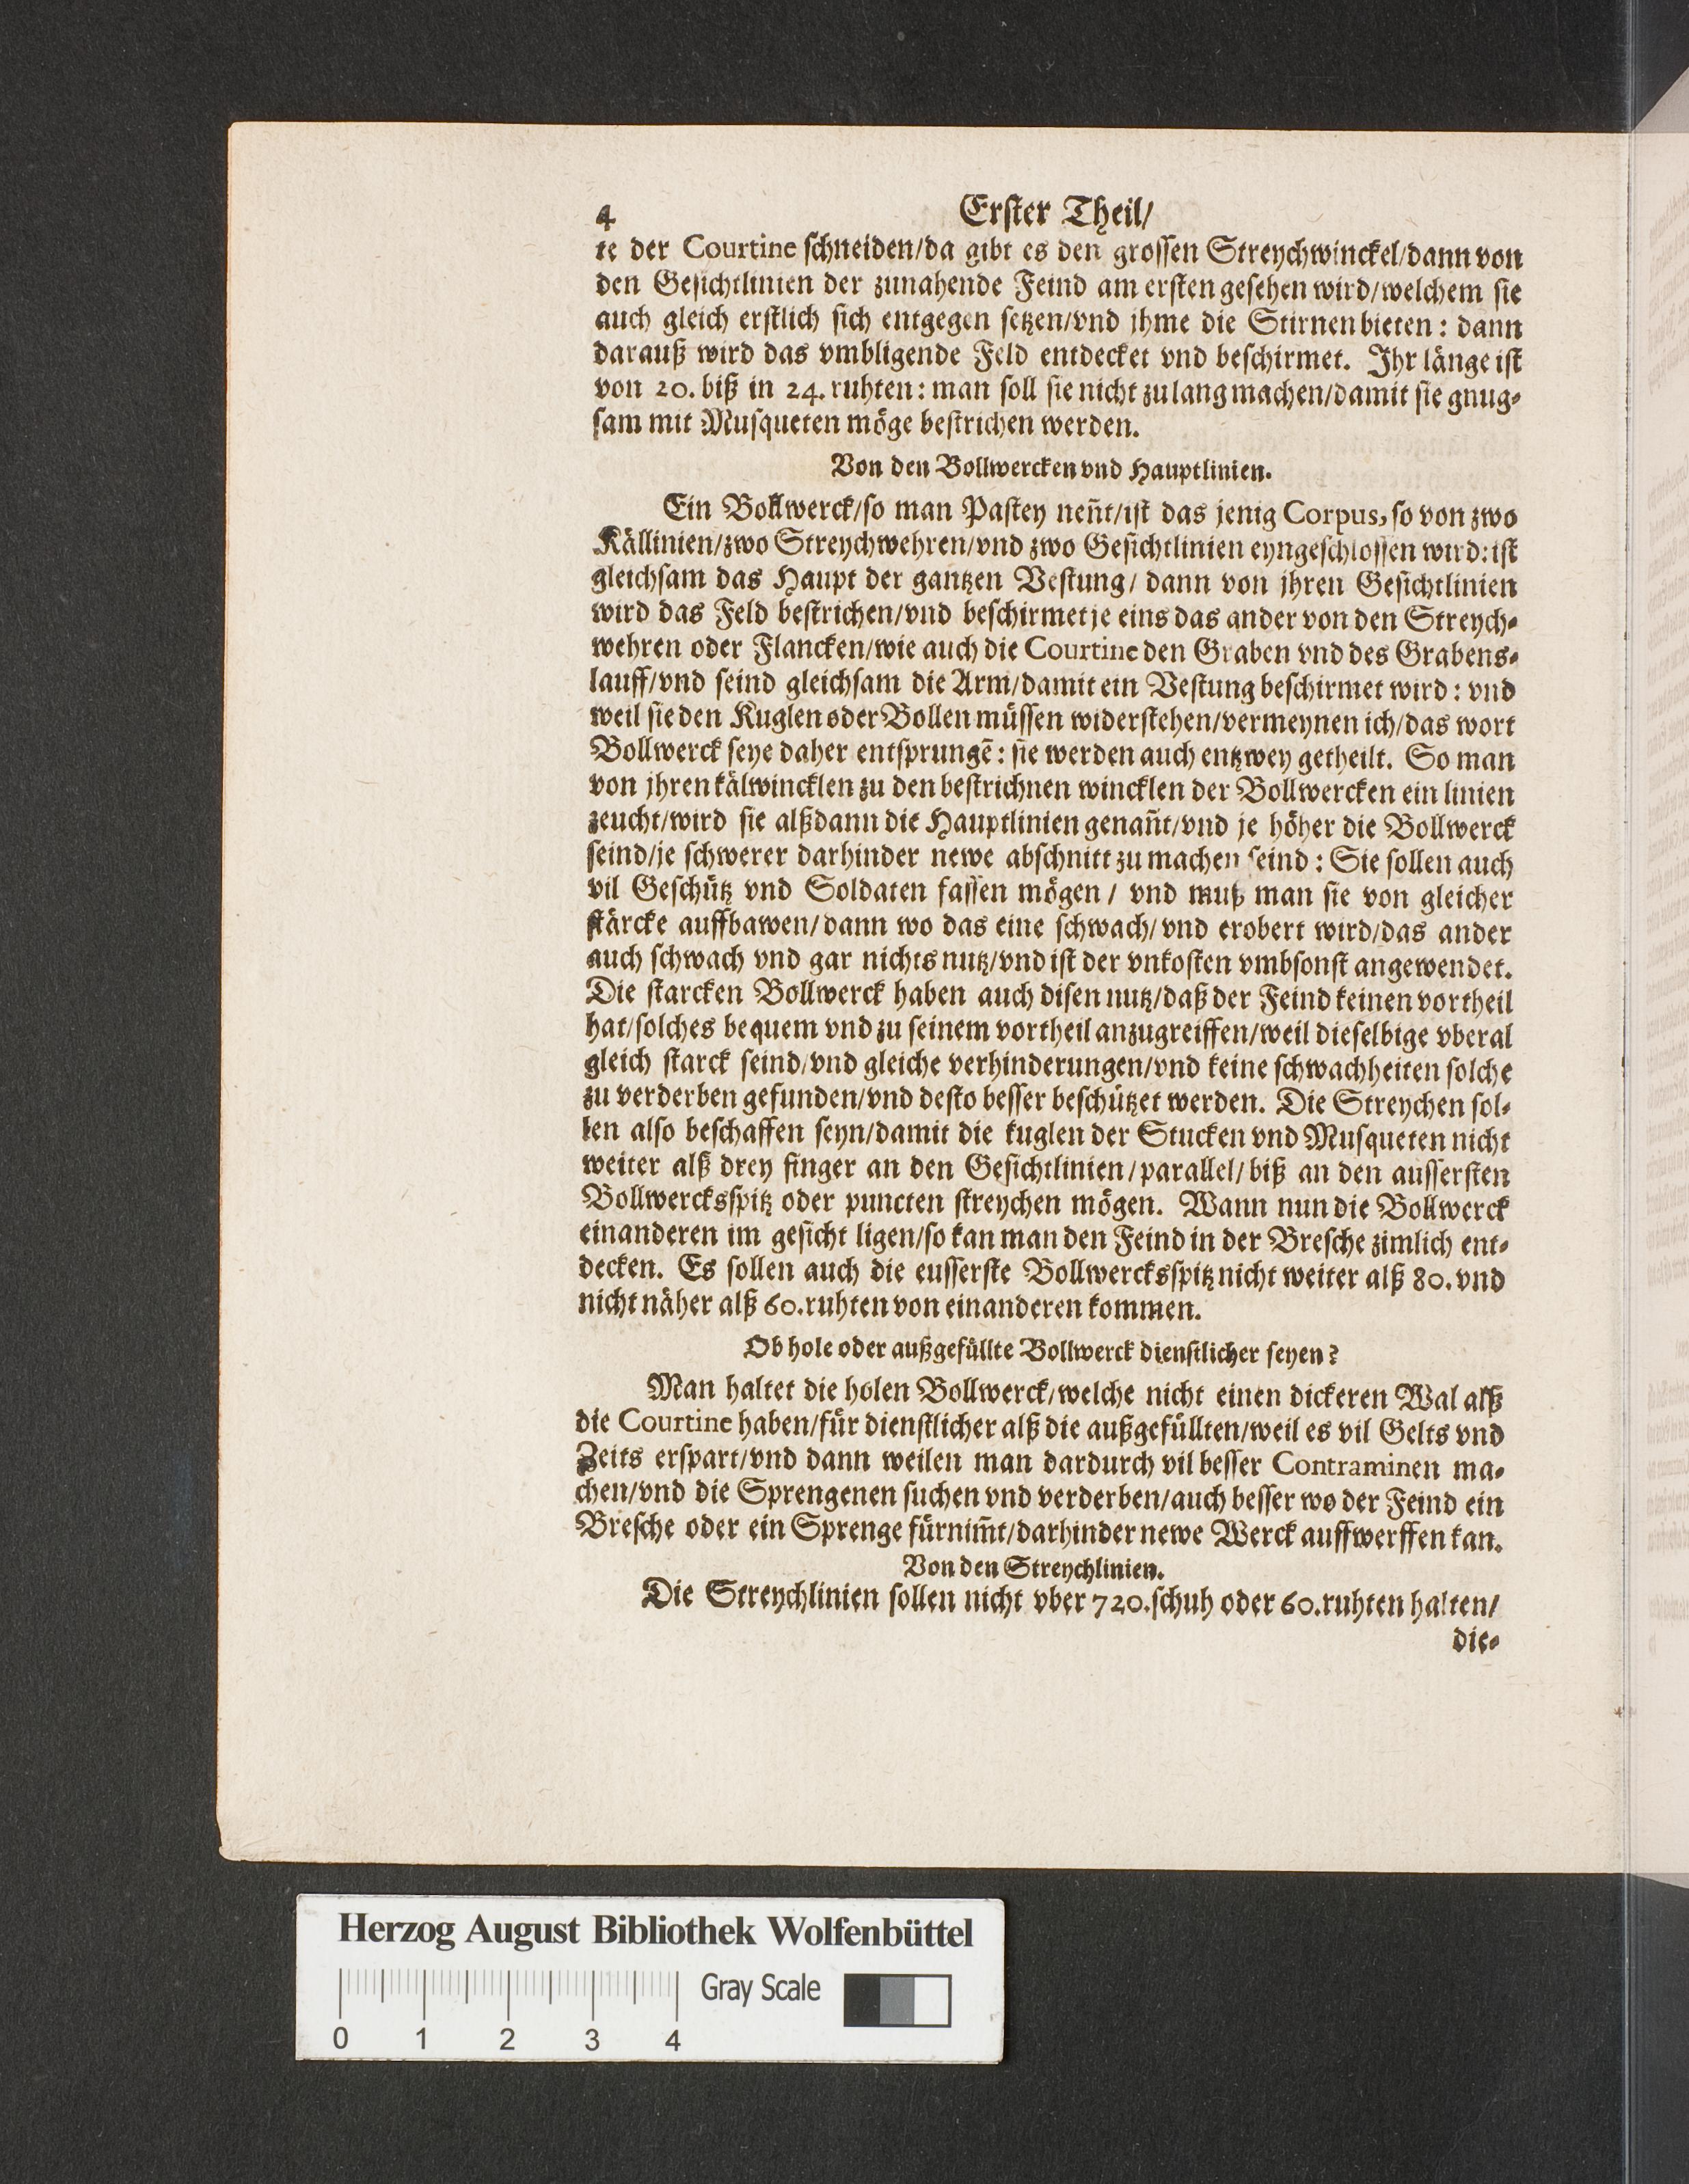 4 Erster Theil/
te der Courtine schneiden/da gibt es den grossen Streychwinckel/dann von
den Gesichtlinien der zunahende Feind am ersten gesehen wird/welchem sie
auch gleich erstlich sich entgegen setzen/vnd jhme die Stirnen bieten: dann
darauß wird das vmbligende Feld entdecket vnd beschirmet. Ihr länge ist
von 20. biß in 24. ruhten: man soll sie nicht zu lang machen/damit sie gnug-
sam mit Musqueten möge bestrichen werden.
Von den Bollwercken vnd Hauptlinien.
Ein Bollwerck/so man Pastey neñt/ist das jenig Corpus, so von zwo
Källinien/zwo Streychwehren/vnd zwo Gesichtlinien eyngeschlossen wird: ist
gleichsam das Haupt der gantzen Vestung/ dann von jhren Gesichtlinien
wird das Feld bestrichen/vnd beschirmet je eins das ander von den Streych-
wehren oder Flancken/wie auch die Courtine den Graben vnd des Grabens-
lauff/vnd seind gleichsam die Arm/damit ein Vestung beschirmet wird: vnd
weil sie den Kuglen oder Bollen müssen widerstehen/vermeynen ich/das wort
Bollwerck seye daher entsprungē: sie werden auch entzwey getheilt. So man
von jhren kälwincklen zu den bestrichnen wincklen der Bollwercken ein linien
zeucht/wird sie alßdann die Hauptlinien genañt/vnd je höher die Bollwerck
seind/je schwerer darhinder newe abschnitt zu machen seind: Sie sollen auch
vil Geschütz vnd Soldaten fassen mögen/ vnd muß man sie von gleicher
stärcke auffbawen/dann wo das eine schwach/vnd erobert wird/das ander
auch schwach vnd gar nichts nutz/vnd ist der vnkosten vmbsonst angewendet.
Die starcken Bollwerck haben auch disen nutz/daß der Feind keinen vortheil
hat/solches bequem vnd zu seinem vortheil anzugreiffen/weil dieselbige vberal
gleich starck seind/vnd gleiche verhinderungen/vnd keine schwachheiten solche
zu verderben gefunden/vnd desto besser beschützet werden. Die Streychen sol-
len also beschaffen seyn/damit die kuglen der Stucken vnd Musqueten nicht
weiter alß drey finger an den Gesichtlinien/parallel/biß an den aussersten
Bollwercksspitz oder puncten streychen mögen. Wann nun die Bollwerck
einanderen im gesicht ligen/so kan man den Feind in der Bresche zimlich ent-
decken. Es sollen auch die eusserste Bollwercksspitz nicht weiter alß 80. vnd
nicht näher alß 60. ruhten von einanderen kommen.
Ob hole oder außgefüllte Bollwerck dienstlicher seyen?
Man haltet die holen Bollwerck/welche nicht einen dickeren Wal alß
die Courtine haben/für dienstlicher alß die außgefüllten/weil es vil Gelts vnd
Zeits erspart/vnd dann weilen man dardurch vil besser Contraminen ma-
chen/vnd die Sprengenen suchen vnd verderben/auch besser wo der Feind ein
Bresche oder ein Sprenge fürnim̃t/darhinder newe Werck auffwerffen kan.
Von den Streychlinien.
Die Streychlinien sollen nicht vber 720. schuh oder 60. ruhten halten/
die-
Herzog August Bibliothek Wolfenbüttel
Gray Scale
0 1 2 3 4